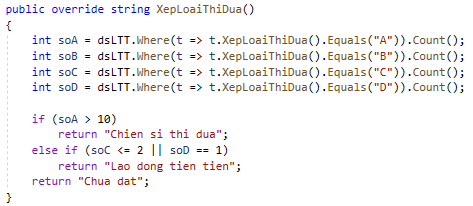 public override string XepLoaiThiDua()
{
    int soA = dsLTT.Where(t => t.XepLoaiThiDua().Equals("A")).Count();
    int soB = dsLTT.Where(t => t.XepLoaiThiDua().Equals("B")).Count();
    int soC = dsLTT.Where(t => t.XepLoaiThiDua().Equals("C")).Count();
    int soD = dsLTT.Where(t => t.XepLoaiThiDua().Equals("D")).Count();

    if (soA > 10)
        return "Chien si thi dua";
    else if (soC <= 2 || soD == 1)
        return "Lao dong tien tien";
    return "Chua dat";
}